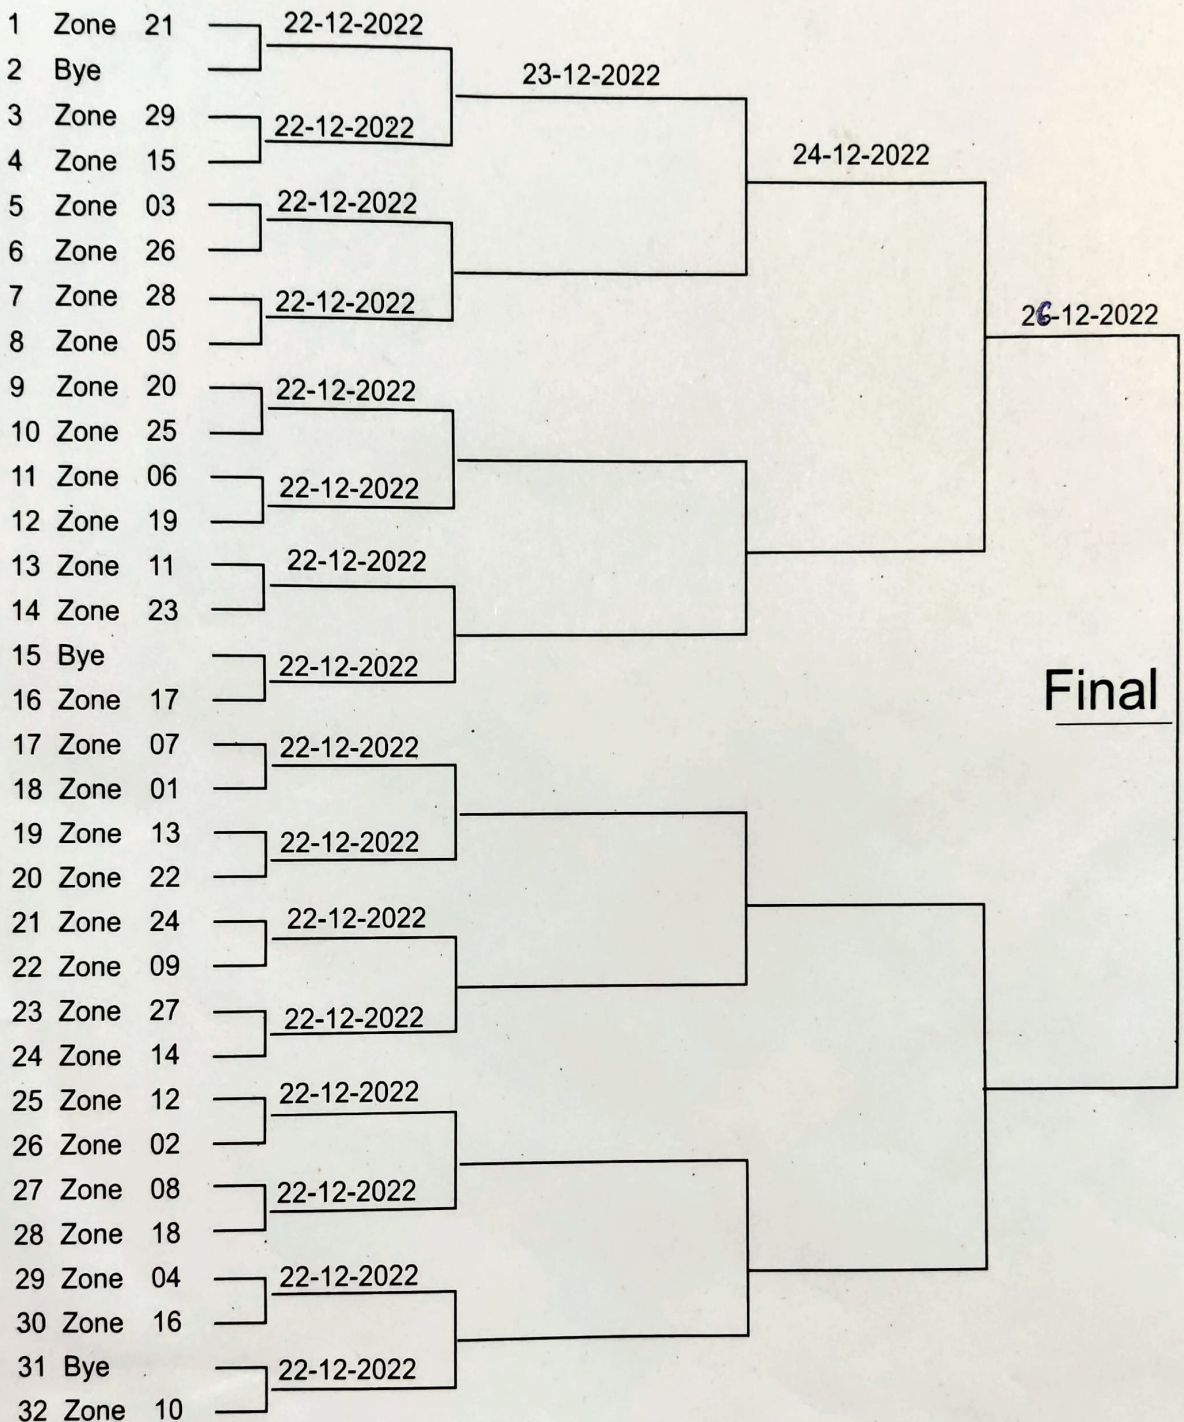 1 Zone 21 22-12-2022
2 Bye 23-12-2022
3 Zone 29 22-12-2022
4 Zone 15 24-12-2022
5 Zone 03 22-12-2022
6 Zone 26
7 Zone 28 22-12-2022
8 Zone 05 26-12-2022
9 Zone 20 22-12-2022
10 Zone 25
11 Zone 06 22-12-2022
12 Zone 19
13 Zone 11 22-12-2022
14 Zone 23
15 Bye 22-12-2022
16 Zone 17 Final
17 Zone 07 22-12-2022
18 Zone 01
19 Zone 13 22-12-2022
20 Zone 22
21 Zone 24 22-12-2022
22 Zone 09
23 Zone 27 22-12-2022
24 Zone 14
25 Zone 12 22-12-2022
26 Zone 02
27 Zone 08 22-12-2022
28 Zone 18
29 Zone 04 22-12-2022
30 Zone 16
31 Bye 22-12-2022
32 Zone 10